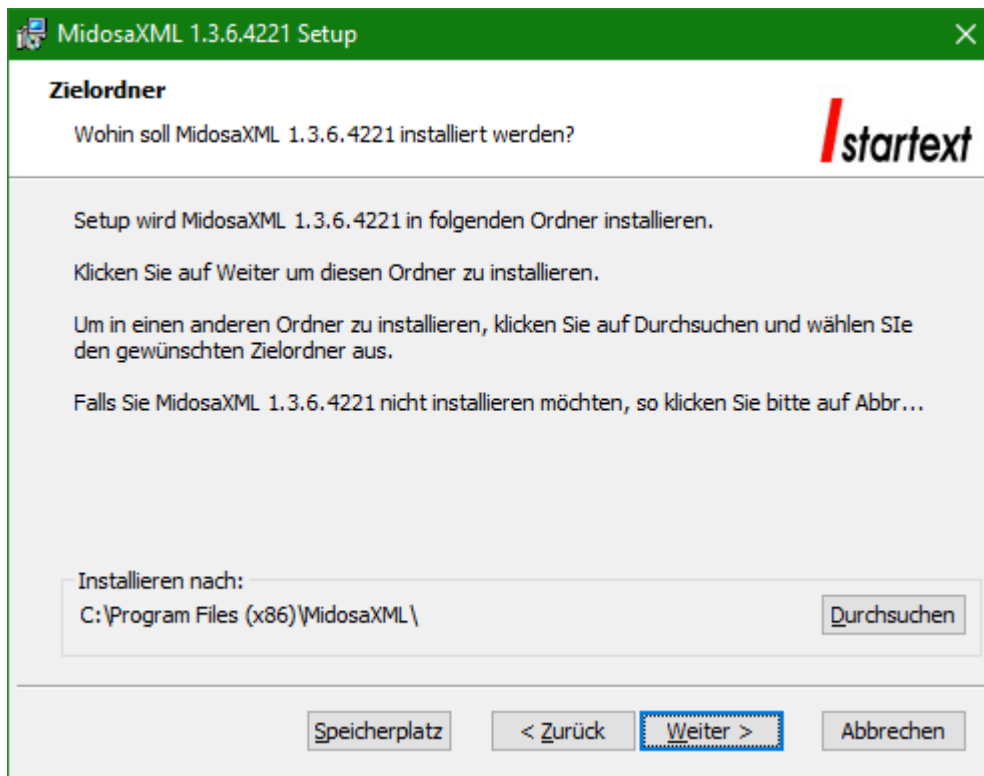 MidosaXML 1.3.6.4221 Setup
Zielordner
Wohin soll MidosaXML 1.3.6.4221 installiert werden?
startext
Setup wird MidosaXML 1.3.6.4221 in folgenden Ordner installieren.
Klicken Sie auf Weiter um diesen Ordner zu installieren.
Um in einen anderen Ordner zu installieren, klicken Sie auf Durchsuchen und wählen SIe
den gewünschten Zielordner aus.
Falls Sie MidosaXML 1.3.6.4221 nicht installieren möchten, so klicken Sie bitte auf Abbr...
Installieren nach:
C:\Program Files (x86)\MidosaXML\
Durchsuchen
Speicherplatz
< Zurück
Weiter >
Abbrechen